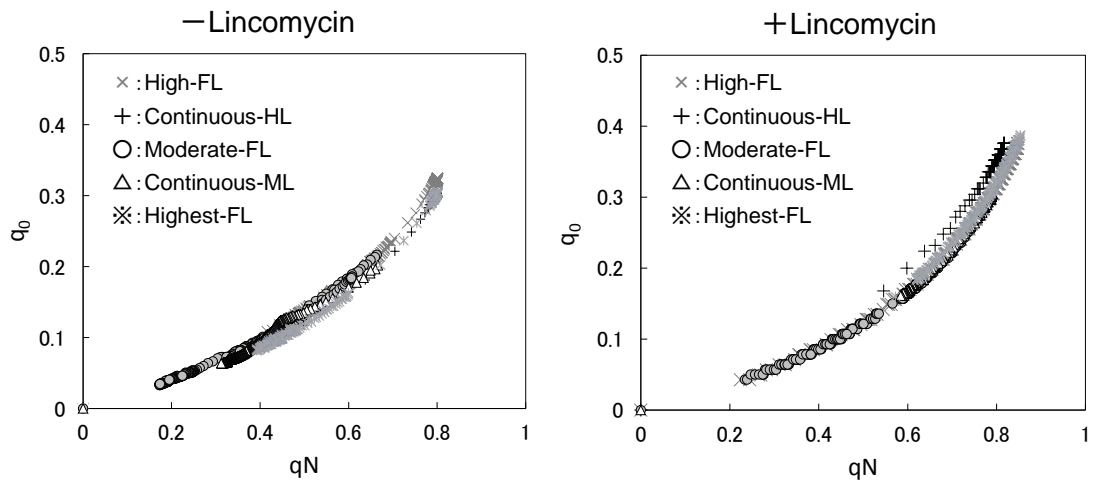 —Lincomycin
0.5
0.4
0.3
0.2
0.1
0
q0
×:High-FL
+:Continuous-HL
○:Moderate-FL
△:Continuous-ML
※:Highest-FL
0 0.2 0.4 0.6 0.8 1
qN
+Lincomycin
0.5
0.4
0.3
0.2
0.1
0
q0
×:High-FL
+:Continuous-HL
○:Moderate-FL
△:Continuous-ML
※:Highest-FL
0 0.2 0.4 0.6 0.8 1
qN